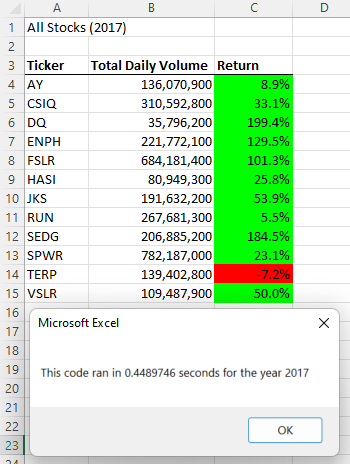 A B C D
1 All Stocks (2017)
2
3 Ticker Total Daily Volume Return
4 AY 136,070,900 8.9%
5 CSIQ 310,592,800 33.1%
6 DQ 35,796,200 199.4%
7 ENPH 221,772,100 129.5%
8 FSLR 684,181,400 101.3%
9 HASI 80,949,300 25.8%
10 JKS 191,632,200 53.9%
11 RUN 267,681,300 5.5%
12 SEDG 206,885,200 184.5%
13 SPWR 782,187,000 23.1%
14 TERP 139,402,800 -7.2%
15 VSLR 109,487,900 50.0%
16
17 Microsoft Excel
18
19 This code ran in 0.4489746 seconds for the year 2017
20
21
22 OK
23
24